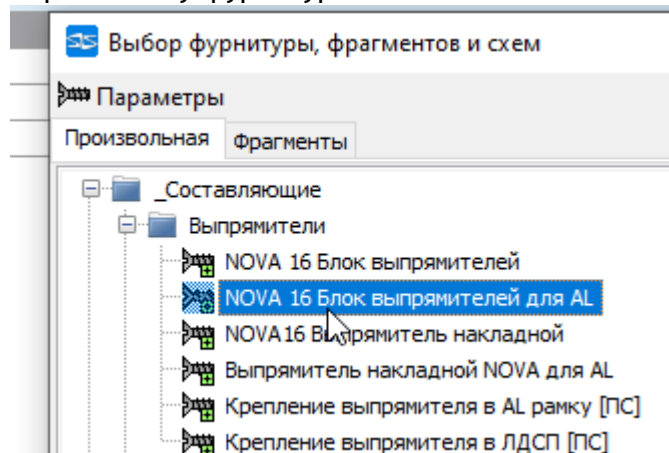 Выбор фурнитуры, фрагментов и схем
Параметры
Произвольная Фрагменты
_Составляющие
Выпрямители
NOVA 16 Блок выпрямителей
NOVA 16 Блок выпрямителей для AL
NOVA16 Выпрямитель накладной
Выпрямитель накладной NOVA для AL
Крепление выпрямителя в AL рамку [ПС]
Крепление выпрямителя в ЛДСП [ПС]